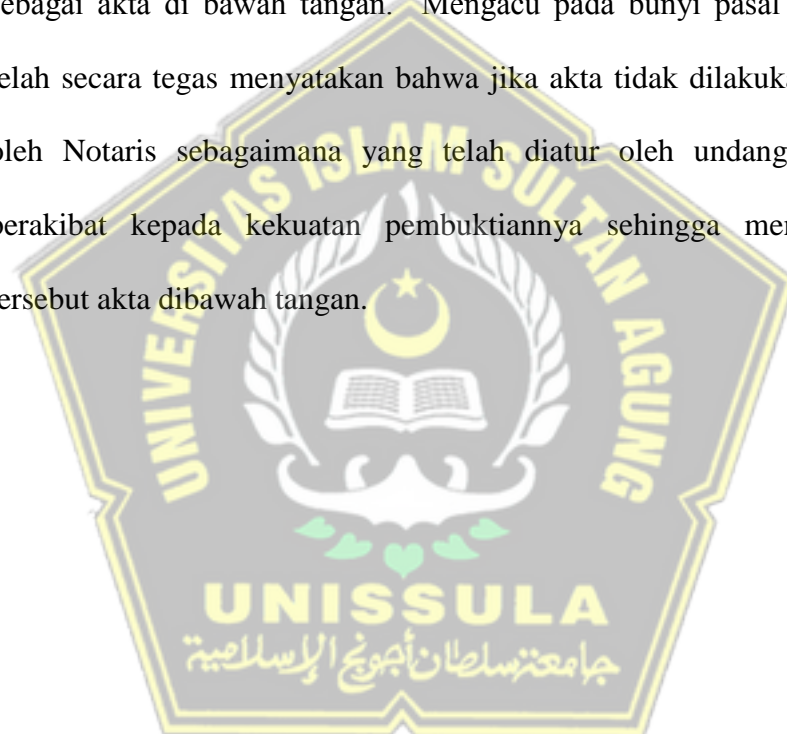 sebagai akta di bawah tangan. Mengacu pada bunyi pasal
telah secara tegas menyatakan bahwa jika akta tidak
oleh Notaris sebagaimana yang telah diatur oleh undang
berakibat kepada kekuatan pembuktiannya sehingga
tersebut akta dibawah tangan.
UNIVERSITAS ISLAM SULTAN AGUNG
UNISSULA
جامعة سلطان أجونج الإسلامية